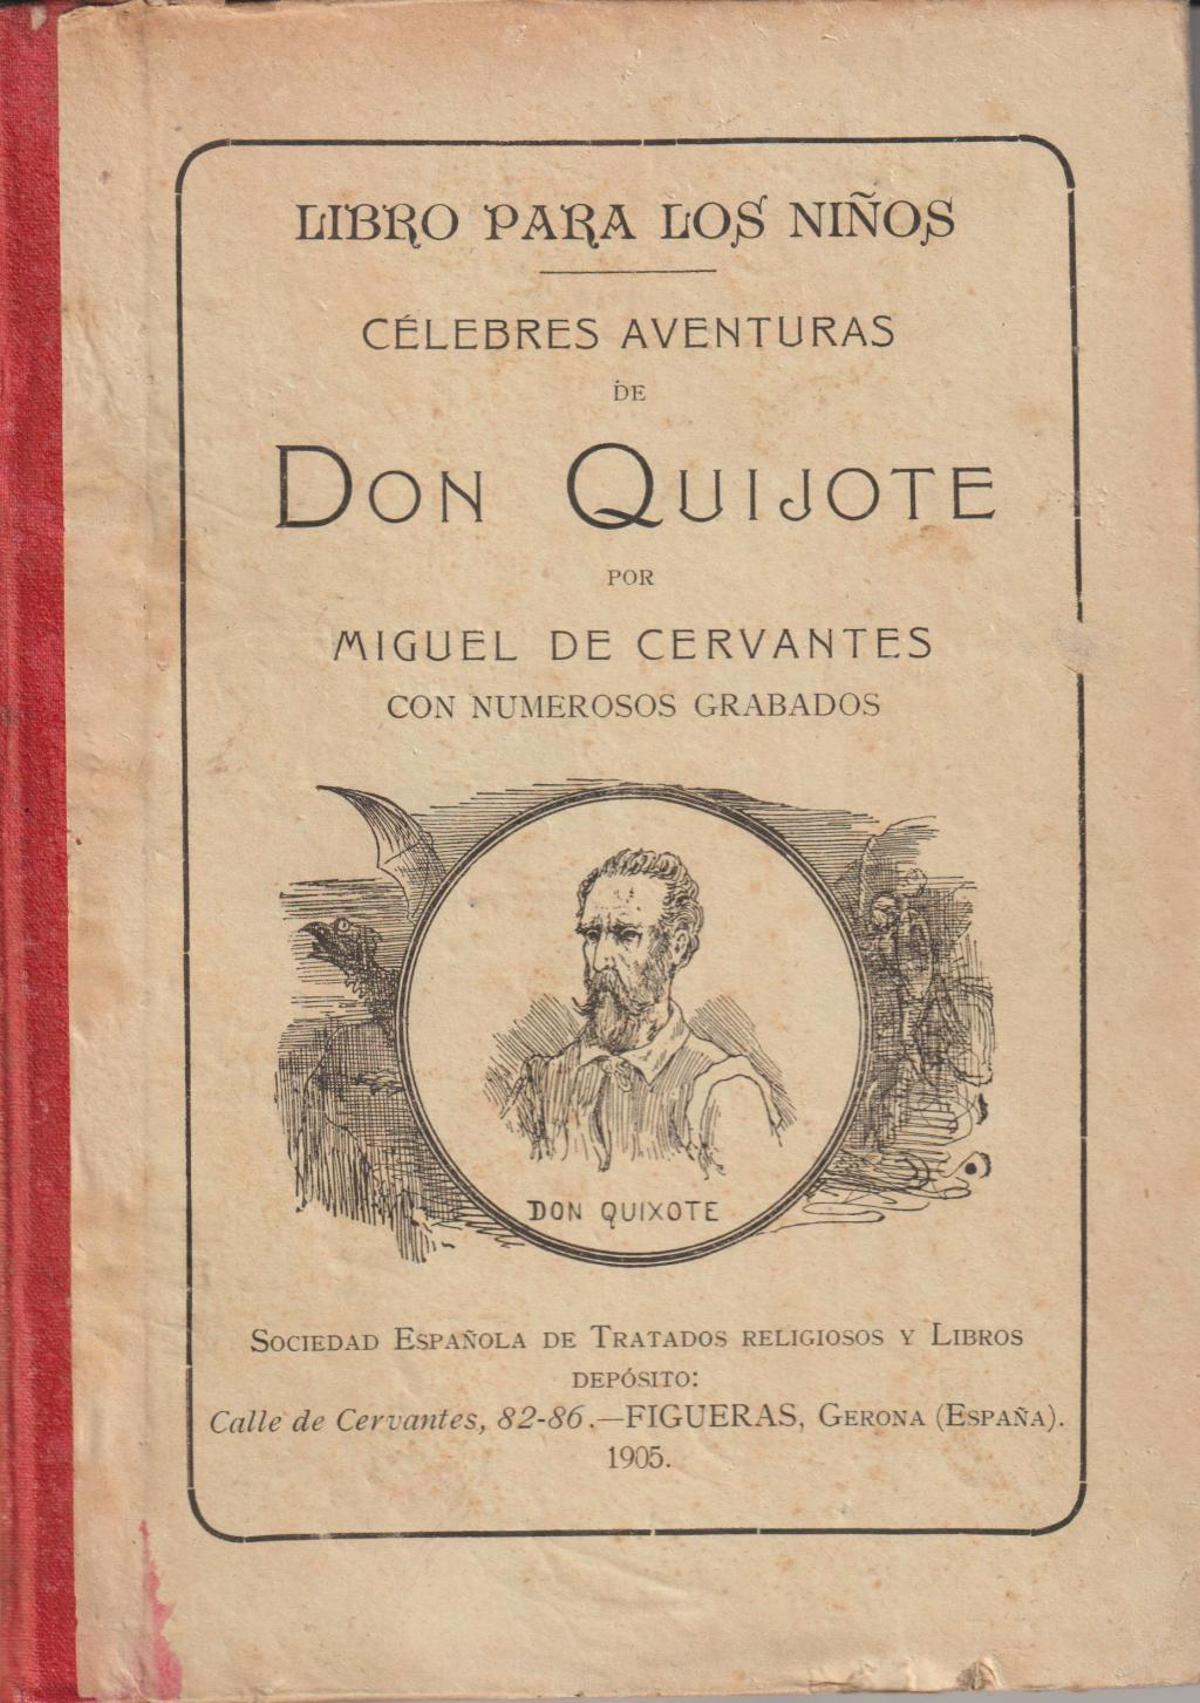 LIBRO PARA LOS NIÑOS
CÉLEBRES AVENTURAS
DE
DON QUIJOTE
POR
MIGUEL DE CERVANTES
CON NUMEROSOS GRABADOS
DON QUIXOTE
SOCIEDAD ESPAÑOLA DE TRATADOS RELIGIOSOS Y LIBROS
DEPÓSITO:
Calle de Cervantes, 82-86.—FIGUERAS, GERONA (ESPAÑA).
1905.